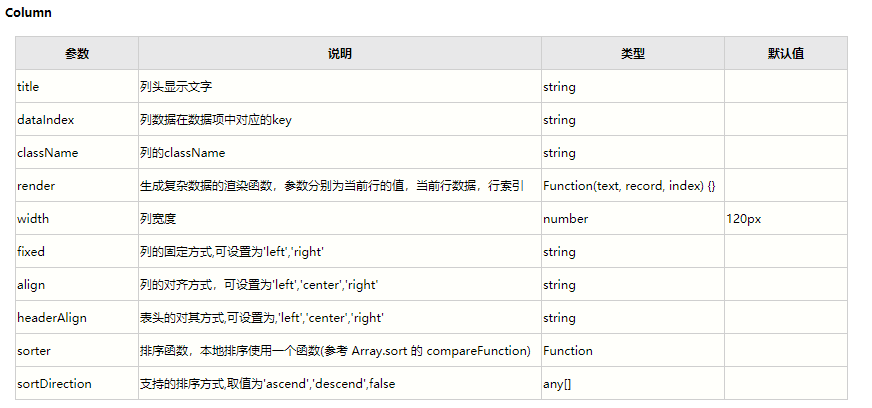 Column
参数 说明 类型 默认值
title 列头显示文字 string
dataIndex 列数据在数据项中对应的key string
className 列的className string
render 生成复杂数据的渲染函数，参数分别为当前行的值，当前行数据，行索引 Function(text, record, index) {}
width 列宽度 number 120px
fixed 列的固定方式,可设置为'left','right' string
align 列的对齐方式，可设置为'left','center','right' string
headerAlign 表头的对其方式,可设置为,'left','center','right' string
sorter 排序函数，本地排序使用一个函数(参考 Array.sort 的 compareFunction) Function
sortDirection 支持的排序方式,取值为'ascend','descend',false any[]